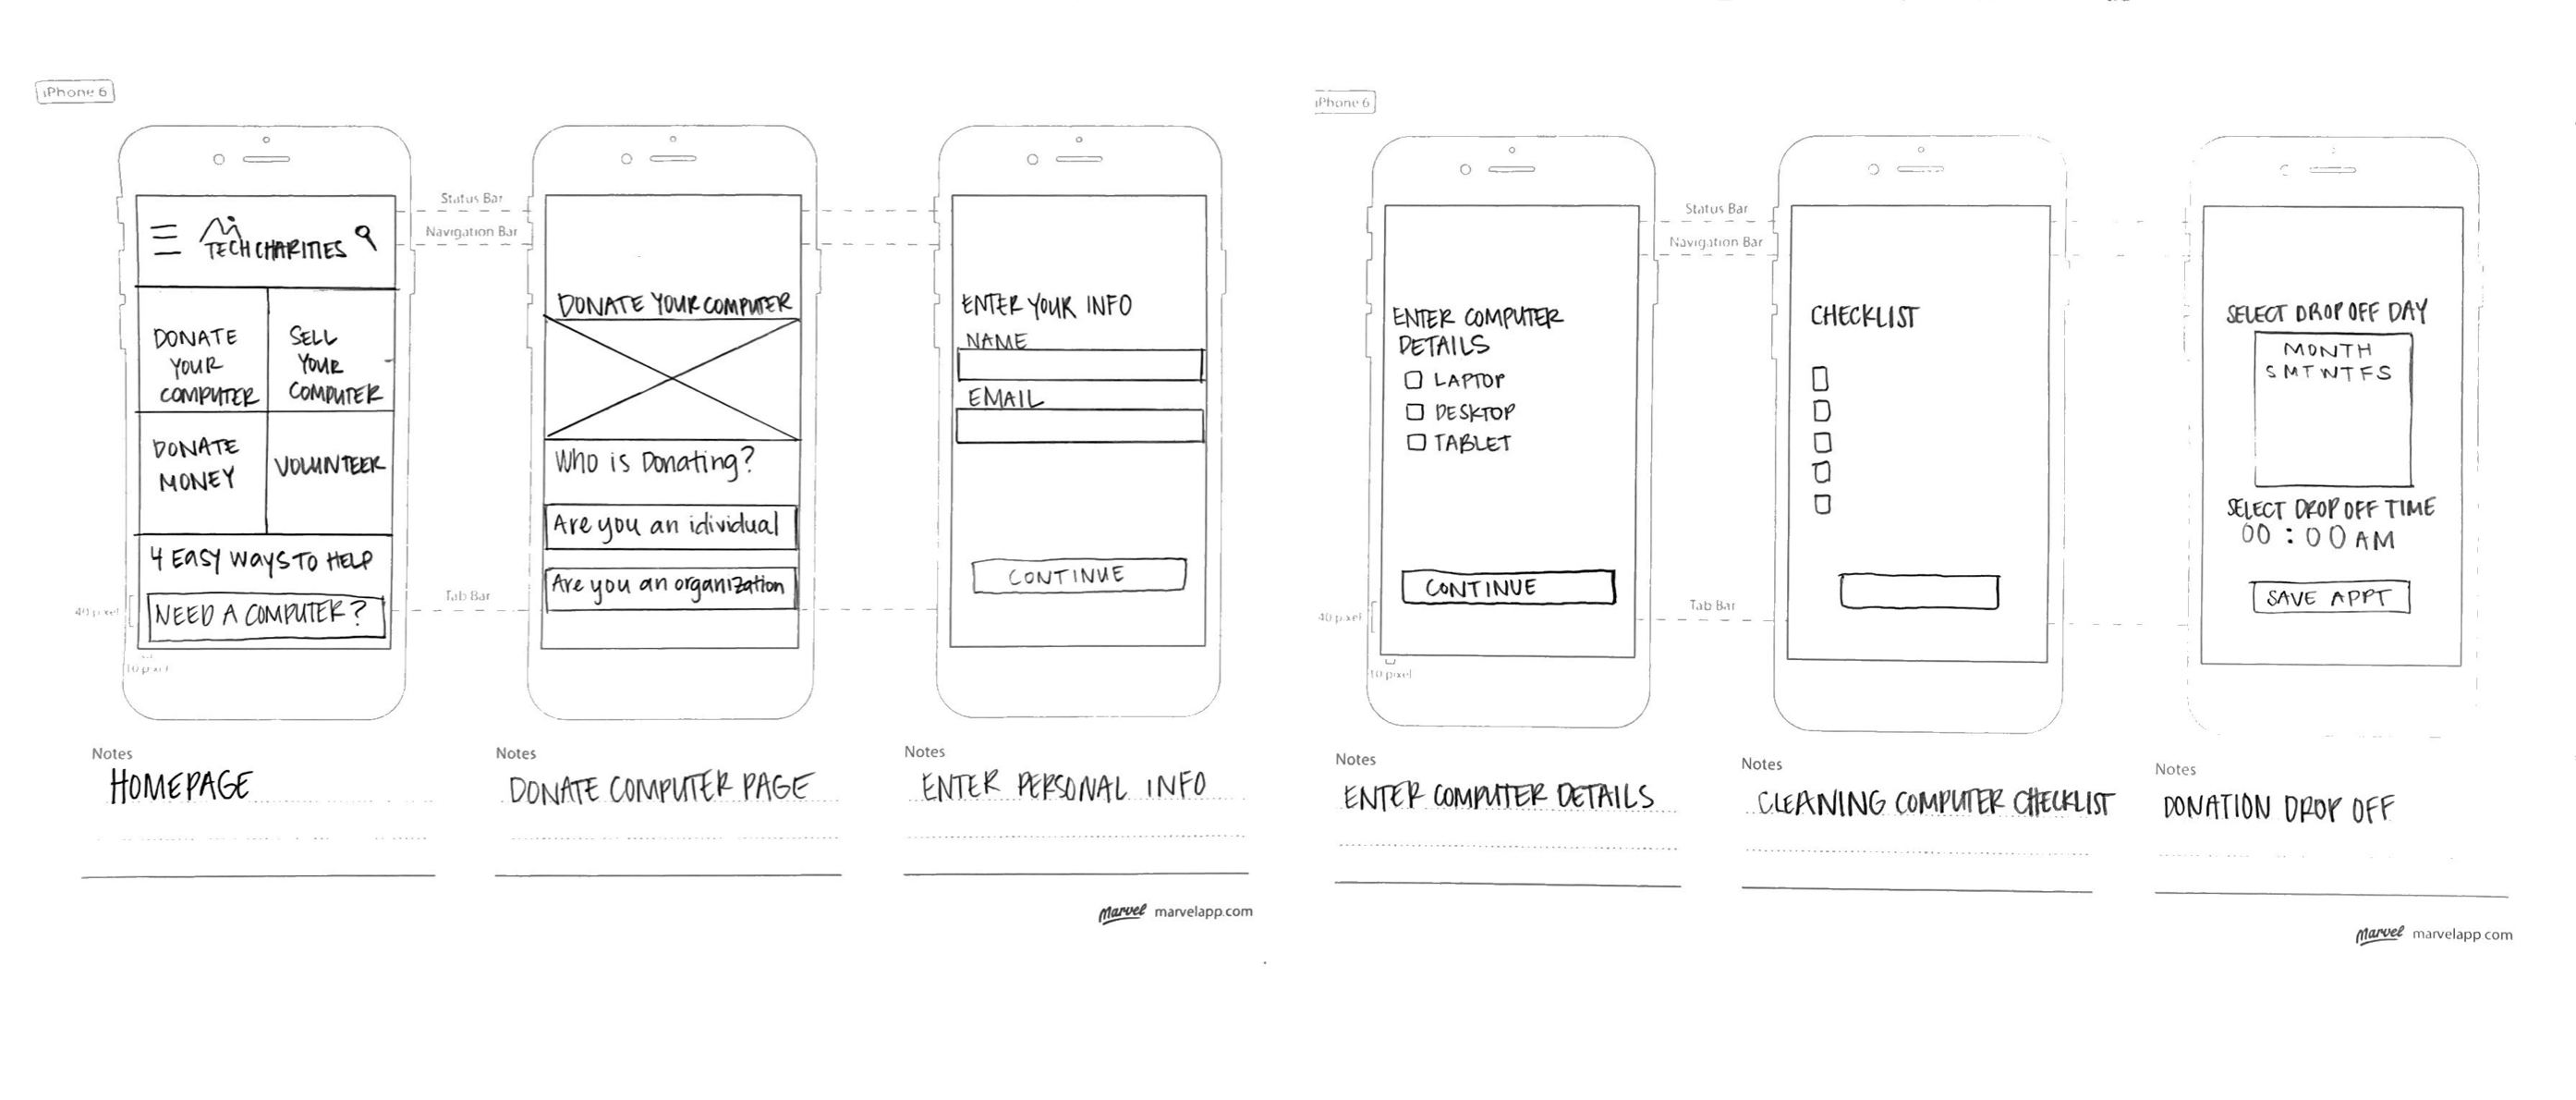 iPhone 6
TECH CHARITIES
DONATE
YOUR
COMPUTER
SELL
YOUR
COMPUTER
DONATE
MONEY
VOLUNTEER
4 EASY WAYS TO HELP
NEED A COMPUTER?
40 pixel
10 pixel
Status Bar
Navigation Bar
Tab Bar
DONATE YOUR COMPUTER
Who is Donating?
Are you an idividual
Are you an organization
ENTER YOUR INFO
NAME
EMAIL
CONTINUE
Notes
HOMEPAGE
Notes
DONATE COMPUTER PAGE
Notes
ENTER PERSONAL INFO
Marvel marvelapp.com
iPhone 6
ENTER COMPUTER
DETAILS
LAPTOP
DESKTOP
TABLET
CONTINUE
40 pixel
10 pixel
Status Bar
Navigation Bar
Tab Bar
CHECKLIST
SELECT DROP OFF DAY
MONTH
S M T W T F S
SELECT DROP OFF TIME
00 : 00 AM
SAVE APPT
Notes
ENTER COMPUTER DETAILS
Notes
CLEANING COMPUTER CHECKLIST
Notes
DONATION DROP OFF
Marvel marvelapp.com